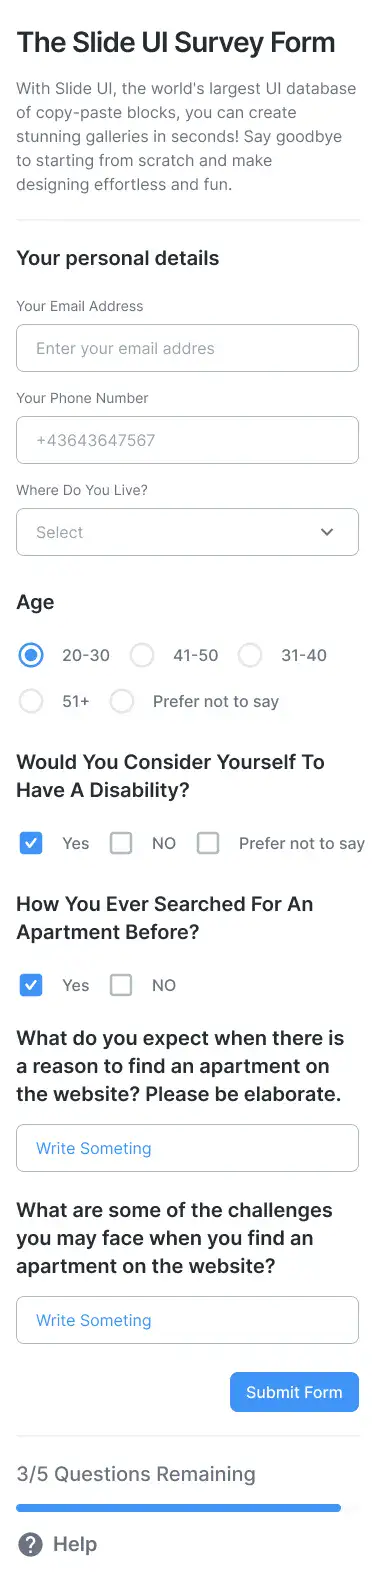 The Slide UI Survey Form
With Slide UI, the world's largest UI database
of copy-paste blocks, you can create
stunning galleries in seconds! Say goodbye
to starting from scratch and make
designing effortless and fun.
Your personal details
Your Email Address
Enter your email addres
Your Phone Number
+43643647567
Where Do You Live?
Select
Age
20-30 41-50 31-40
51+ Prefer not to say
Would You Consider Yourself To
Have A Disability?
Yes NO Prefer not to say
How You Ever Searched For An
Apartment Before?
Yes NO
What do you expect when there is
a reason to find an apartment on
the website? Please be elaborate.
Write Someting
What are some of the challenges
you may face when you find an
apartment on the website?
Write Someting
Submit Form
3/5 Questions Remaining
? Help